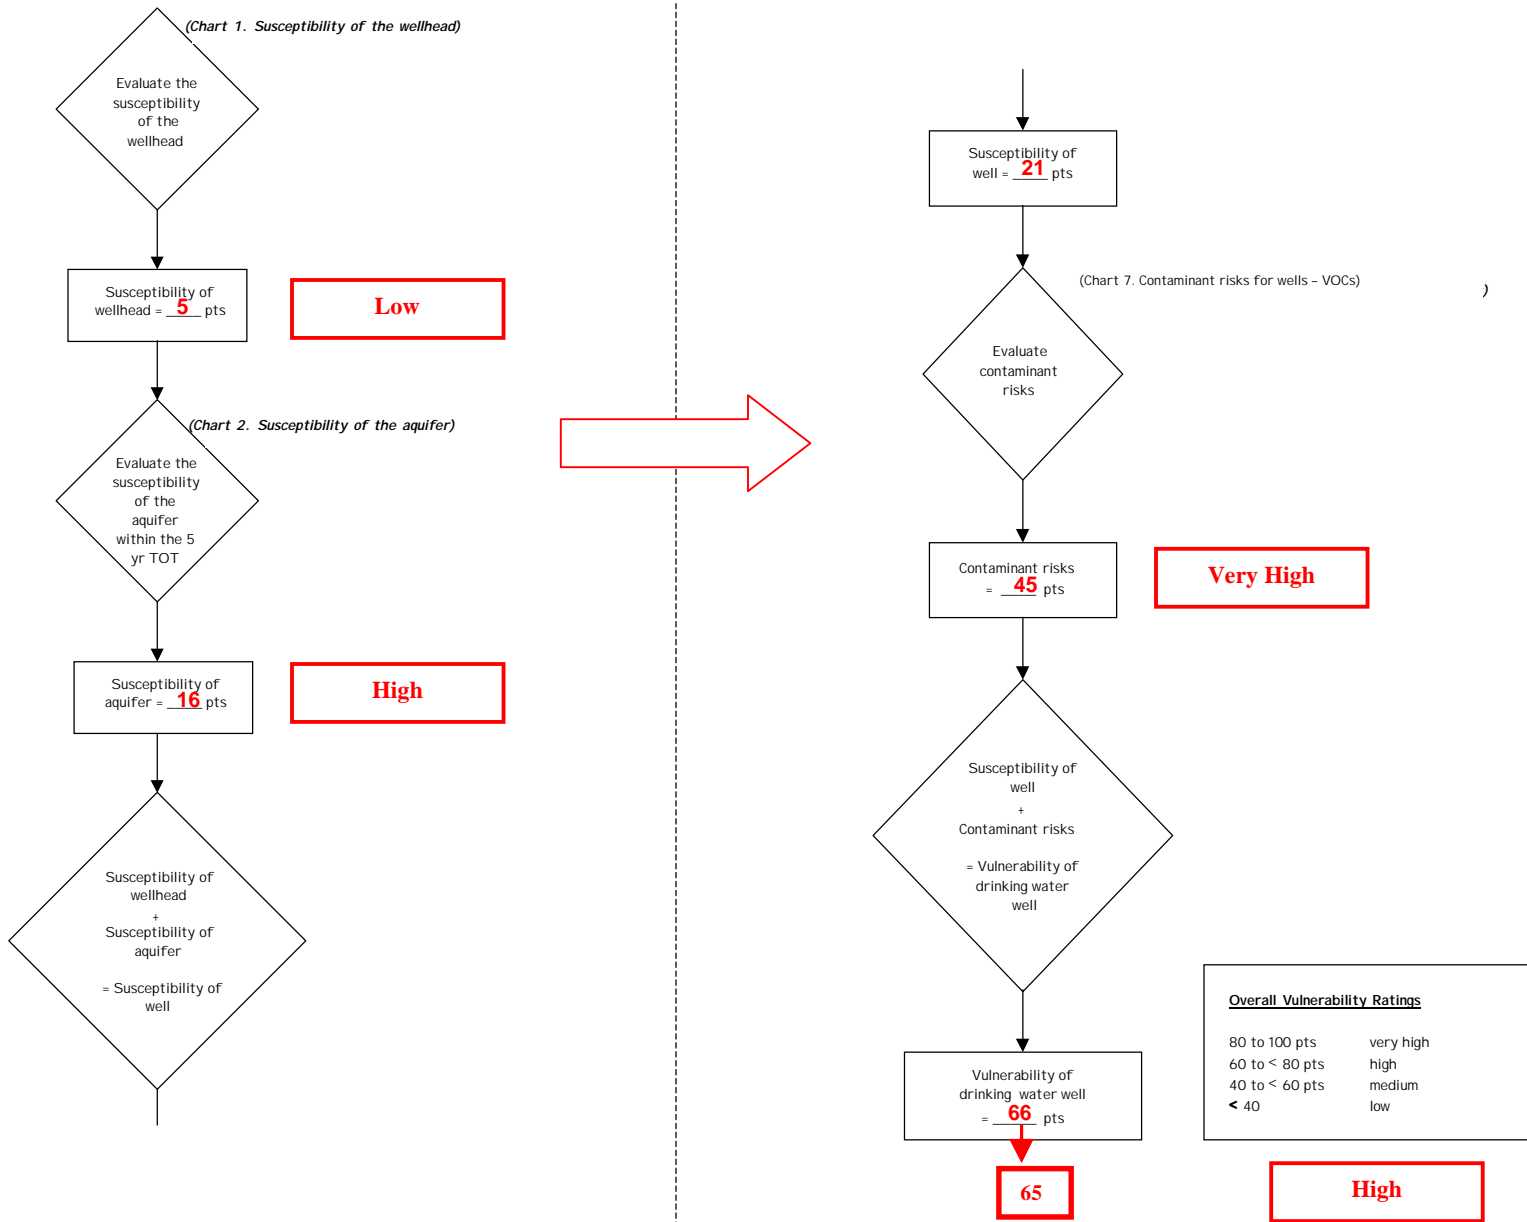 (Chart 1. Susceptibility of the wellhead)
Evaluate the
susceptibility
of the
wellhead
Susceptibility of
wellhead = 5 pts
Low
(Chart 2. Susceptibility of the aquifer)
Evaluate the
susceptibility
of the
aquifer
within the 5
yr TOT
Susceptibility of
aquifer = 16 pts
High
Susceptibility of
wellhead
+
Susceptibility of
aquifer
= Susceptibility of
well
Susceptibility of
well = 21 pts
(Chart 7. Contaminant risks for wells – VOCs)
)
Evaluate
contaminant
risks
Contaminant risks
= 45 pts
Very High
Susceptibility of
well
+
Contaminant risks
= Vulnerability of
drinking water
well
Vulnerability of
drinking water well
= 66 pts
65
Overall Vulnerability Ratings
80 to 100 pts very high
60 to < 80 pts high
40 to < 60 pts medium
< 40 low
High